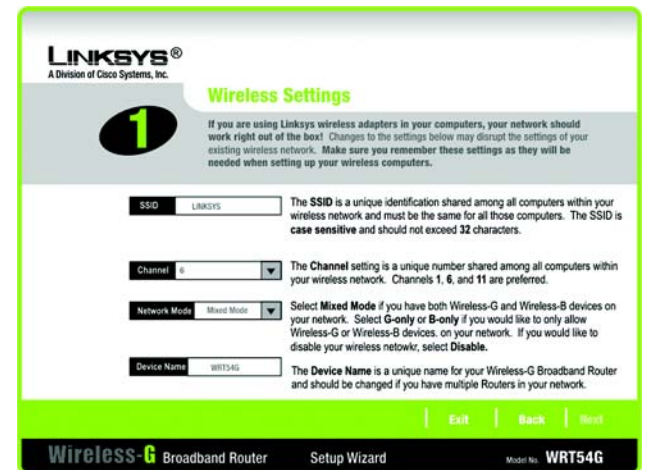 LINKSYS®
A Division of Cisco Systems, Inc.
Wireless Settings
1
If you are using Linksys wireless adapters in your computers, your network should
work right out of the box! Changes to the settings below may disrupt the settings of your
existing wireless network. Make sure you remember these settings as they will be
needed when setting up your wireless computers.
SSID LINKSYS
The SSID is a unique identification shared among all computers within your
wireless network and must be the same for all those computers. The SSID is
case sensitive and should not exceed 32 characters.
Channel 6
The Channel setting is a unique number shared among all computers within
your wireless network. Channels 1, 6, and 11 are preferred.
Network Mode Mixed Mode
Select Mixed Mode if you have both Wireless-G and Wireless-B devices on
your network. Select G-only or B-only if you would like to only allow
Wireless-G or Wireless-B devices. on your network. If you would like to
disable your wireless netowkr, select Disable.
Device Name WRT54G
The Device Name is a unique name for your Wireless-G Broadband Router
and should be changed if you have multiple Routers in your network.
Exit Back Next
Wireless-G Broadband Router Setup Wizard Model No. WRT54G